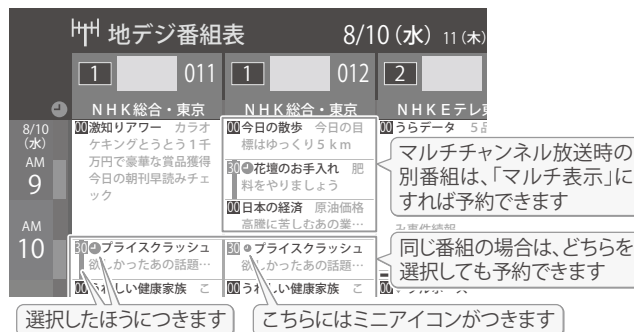 地デジ番組表 8/10(水) 11(木)
1 011 1 012 2
NHK総合・東京 NHK総合・東京 NHKEテレ東
8/10
(水)
AM
9
00激知りアワー カラオ
ケキングとうとう1千
万円で豪華な賞品獲得
今日の朝刊早読みチェ
ック
00今日の散歩 今日の目
標はゆっくり5km
30花壇のお手入れ 肥
料をやりましょう
00日本の経済 原油価格
高騰に苦しむあの業…
00うらデータ
マルチチャンネル放送時の
別番組は、「マルチ表示」に
すれば予約できます
AM
10
30プライスクラッシュ
欲しかったあの話題…
00うれしい健康家族 こ
30プライスクラッシュ
欲しかったあの話題…
00うれしい健康家族 こ
同じ番組の場合は、どちらを
選択しても予約できます
選択したほうにつきます
こちらにはミニアイコンがつきます